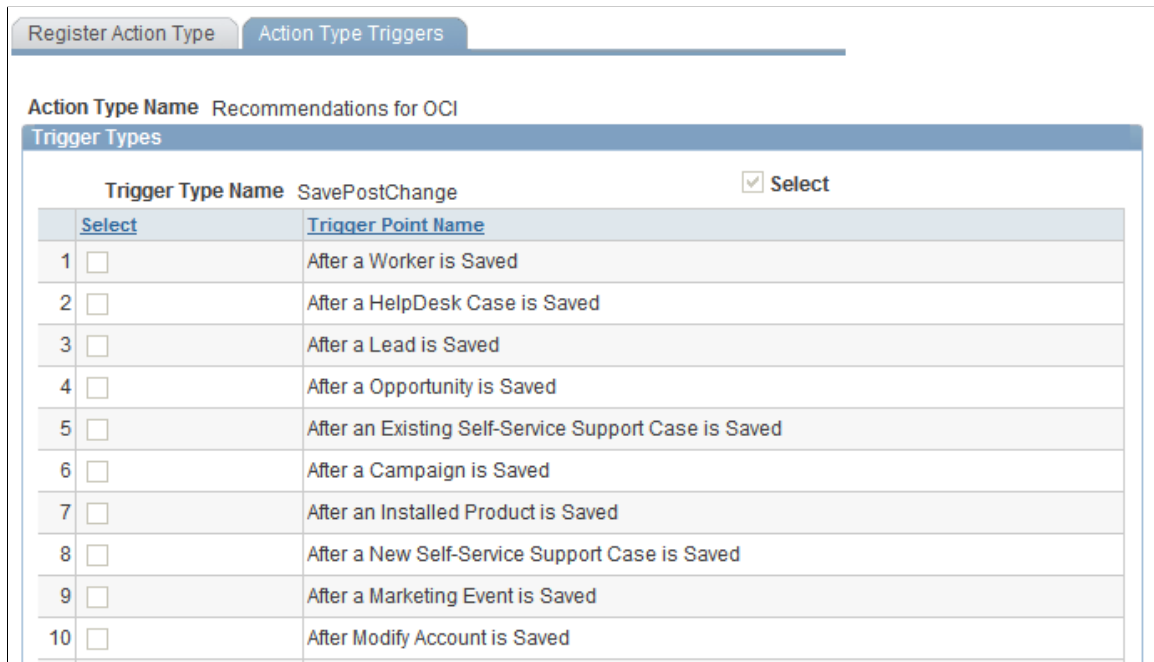 Register Action Type Action Type Triggers
Action Type Name Recommendations for OCI
Trigger Types
Trigger Type Name SavePostChange Select
Select Trigger Point Name
1 After a Worker is Saved
2 After a HelpDesk Case is Saved
3 After a Lead is Saved
4 After a Opportunity is Saved
5 After an Existing Self-Service Support Case is Saved
6 After a Campaign is Saved
7 After an Installed Product is Saved
8 After a New Self-Service Support Case is Saved
9 After a Marketing Event is Saved
10 After Modify Account is Saved